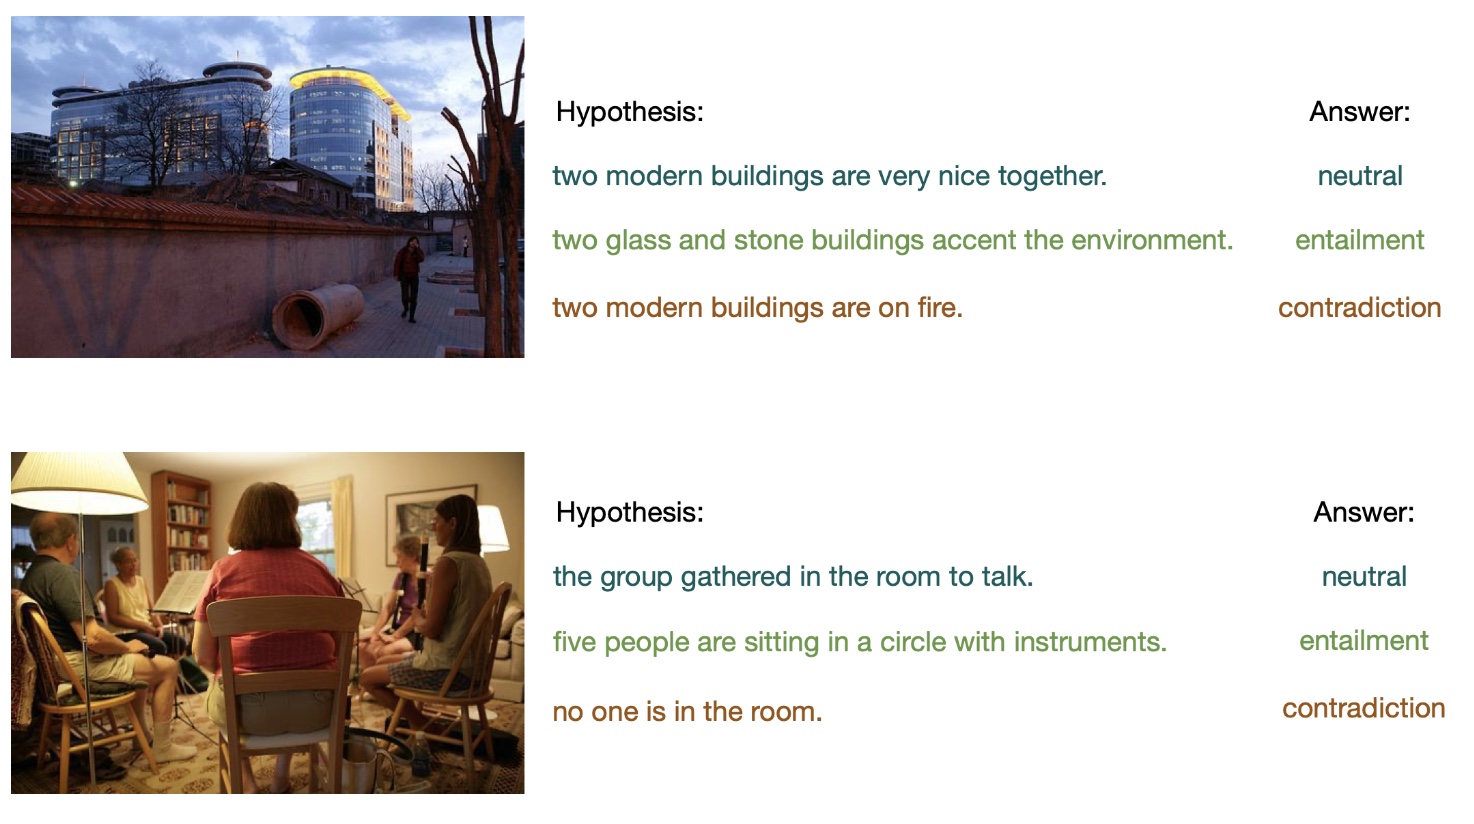 Hypothesis: Answer:
two modern buildings are very nice together. neutral
two glass and stone buildings accent the environment. entailment
two modern buildings are on fire. contradiction
Hypothesis: Answer:
the group gathered in the room to talk. neutral
five people are sitting in a circle with instruments. entailment
no one is in the room. contradiction